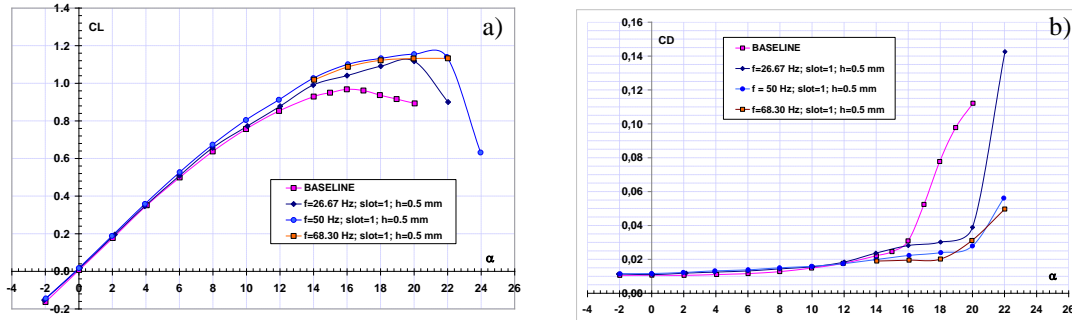 CL
a)
1.4
1.2
1.0
0.8
0.6
0.4
0.2
0.0
-0.2
BASELINE
f=26.67 Hz; slot=1; h=0.5 mm
f=50 Hz; slot=1; h=0.5 mm
f=68.30 Hz; slot=1; h=0.5 mm
α
-4 -2 0 2 4 6 8 10 12 14 16 18 20 22 24 26
CD
b)
0,16
0,14
0,12
0,10
0,08
0,06
0,04
0,02
0,00
BASELINE
f=26.67 Hz; slot=1; h=0.5 mm
f = 50 Hz; slot=1; h=0.5 mm
f=68.30 Hz; slot=1; h=0.5 mm
α
-4 -2 0 2 4 6 8 10 12 14 16 18 20 22 24 26